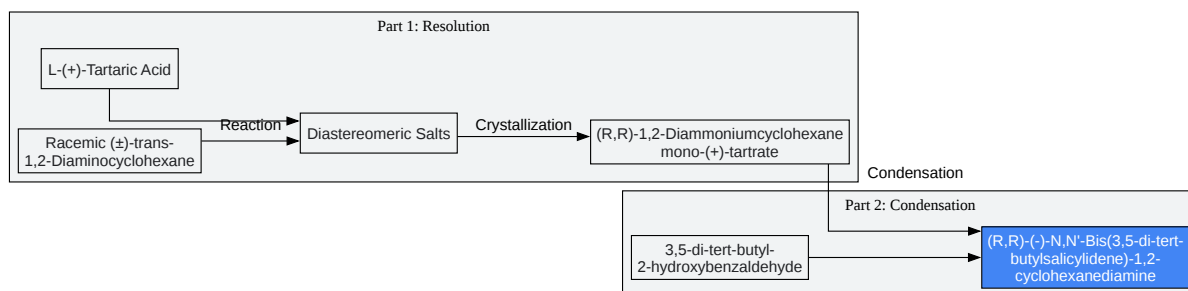 Part 1: Resolution
L-(+)-Tartaric Acid
Reaction
Racemic (±)-trans-
1,2-Diaminocyclohexane
Diastereomeric Salts
Crystallization
(R,R)-1,2-Diammoniumcyclohexane
mono-(+)-tartrate
Condensation
Part 2: Condensation
3,5-di-tert-butyl-
2-hydroxybenzaldehyde
(R,R)-(-)-N,N'-Bis(3,5-di-tert-
butylsalicylidene)-1,2-
cyclohexanediamine